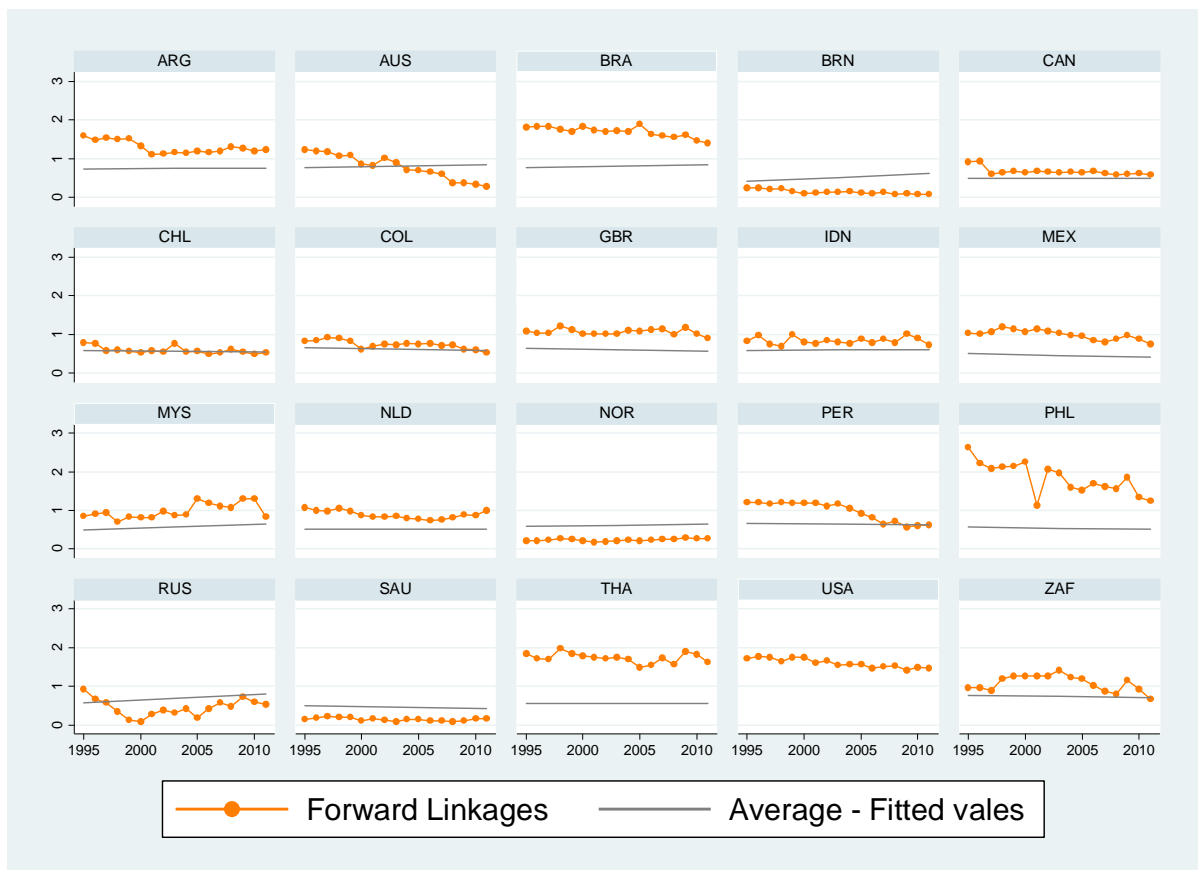 ARG AUS BRA BRN CAN
3
2
1
0
CHL COL GBR IDN MEX
3
2
1
0
MYS NLD NOR PER PHL
3
2
1
0
RUS SAU THA USA ZAF
3
2
1
0
1995 2000 2005 2010 1995 2000 2005 2010 1995 2000 2005 2010 1995 2000 2005 2010 1995 2000 2005 2010
Forward Linkages Average - Fitted vales